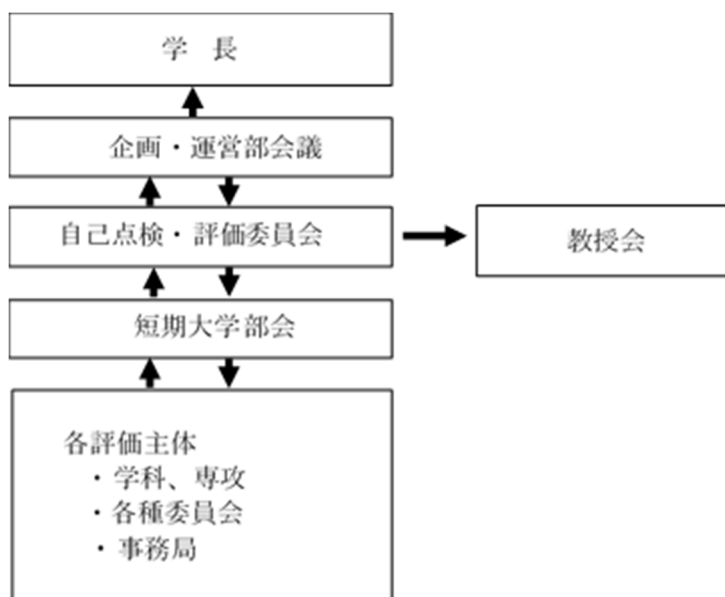 学 長
企画・運営部会議
自己点検・評価委員会
教授会
短期大学部会
各評価主体
・学科、専攻
・各種委員会
・事務局